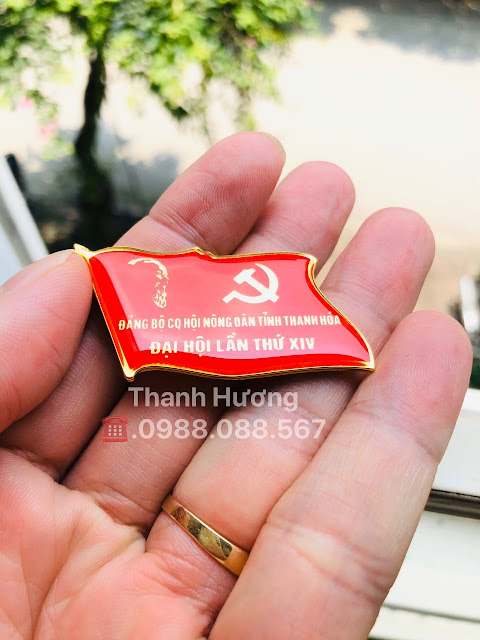 ĐẢNG BỘ CQ HỘI NÔNG DÂN TỈNH THANH HÓA
ĐẠI HỘI LẦN THỨ XIV
Thanh Hương
☎.0988.088.567